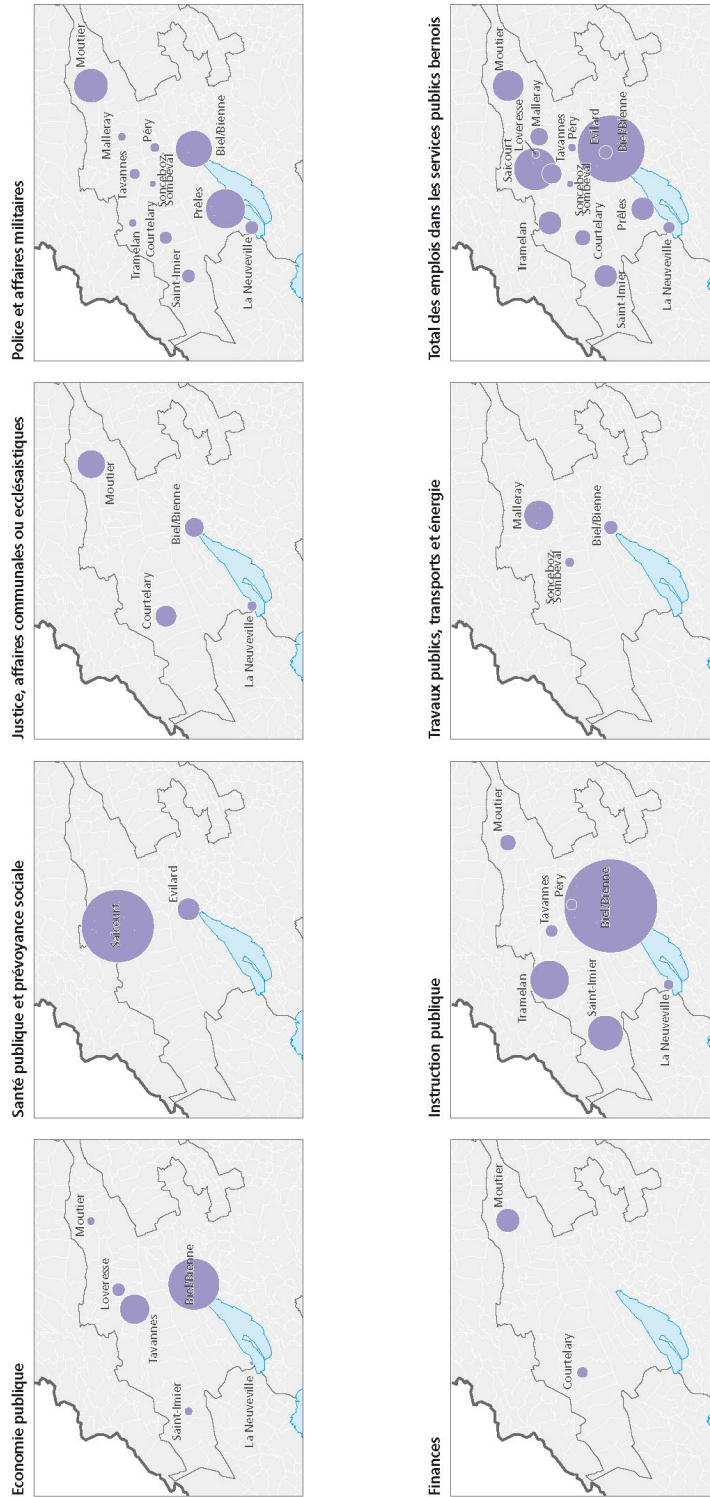 Economie publique
Moutier
Loveresse
Tavannes
Biel/Bienne
Saint-Imier
La Neuveville
Santé publique et prévoyance sociale
Saicourt
Evilard
Justice, affaires communales ou ecclésaistiques
Moutier
Courtelary
Biel/Bienne
La Neuveville
Police et affaires militaires
Moutier
Malleray
Tavannes
Péry
Tramelan
Courtelary
Sonceboz
Sombeval
Saint-Imier
Biel/Bienne
Prêles
La Neuveville
Finances
Moutier
Courtelary
Instruction publique
Moutier
Tavannes
Péry
Tramelan
Biel/Bienne
Saint-Imier
La Neuveville
Travaux publics, transports et énergie
Malleray
Sonceboz
Sombeval
Biel/Bienne
Total des emplois dans les services publics bernois
Moutier
Saicourt
Loveresse
Malleray
Tavannes
Péry
Tramelan
Sonceboz
Sombeval
Evilard
Biel/Bienne
Courtelary
Prêles
Saint-Imier
La Neuveville